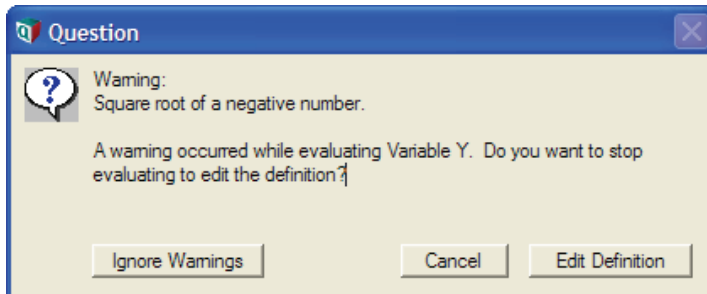 Question
Warning:
Square root of a negative number.
A warning occurred while evaluating Variable Y. Do you want to stop
evaluating to edit the definition?
Ignore Warnings
Cancel
Edit Definition